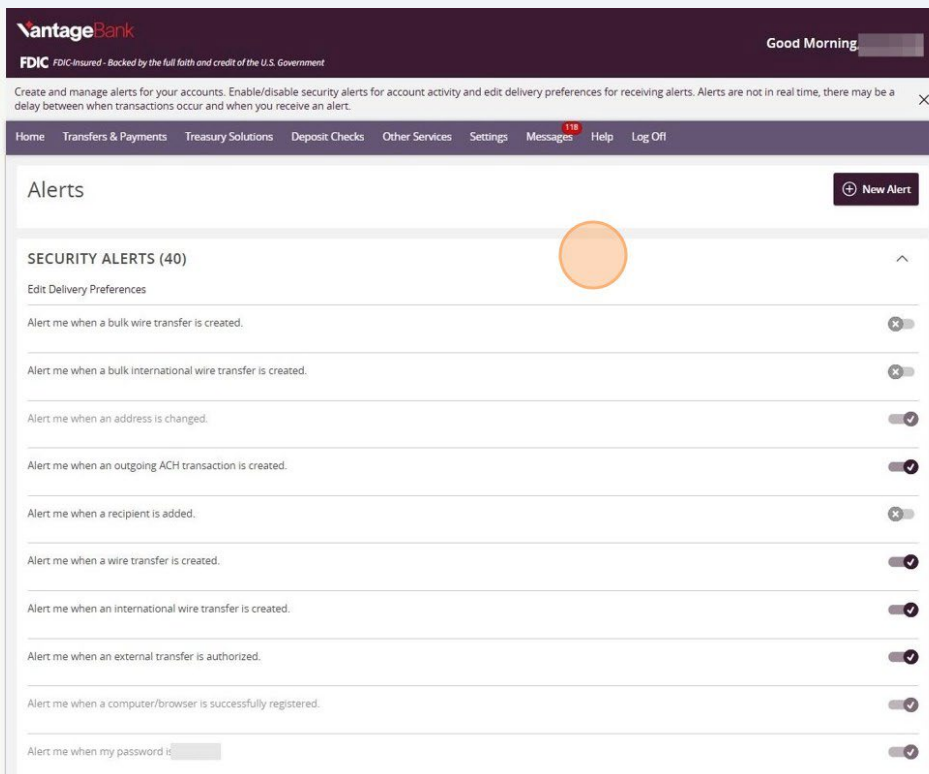 VantageBank
Good Morning,
FDIC FDIC-Insured - Backed by the full faith and credit of the U.S. Government
Create and manage alerts for your accounts. Enable/disable security alerts for account activity and edit delivery preferences for receiving alerts. Alerts are not in real time, there may be a
delay between when transactions occur and when you receive an alert.
Home Transfers & Payments Treasury Solutions Deposit Checks Other Services Settings Messages 118 Help Log Off
Alerts
New Alert
SECURITY ALERTS (40)
Edit Delivery Preferences
Alert me when a bulk wire transfer is created.
Alert me when a bulk international wire transfer is created.
Alert me when an address is changed.
Alert me when an outgoing ACH transaction is created.
Alert me when a recipient is added.
Alert me when a wire transfer is created.
Alert me when an international wire transfer is created.
Alert me when an external transfer is authorized.
Alert me when a computer/browser is successfully registered.
Alert me when my password is